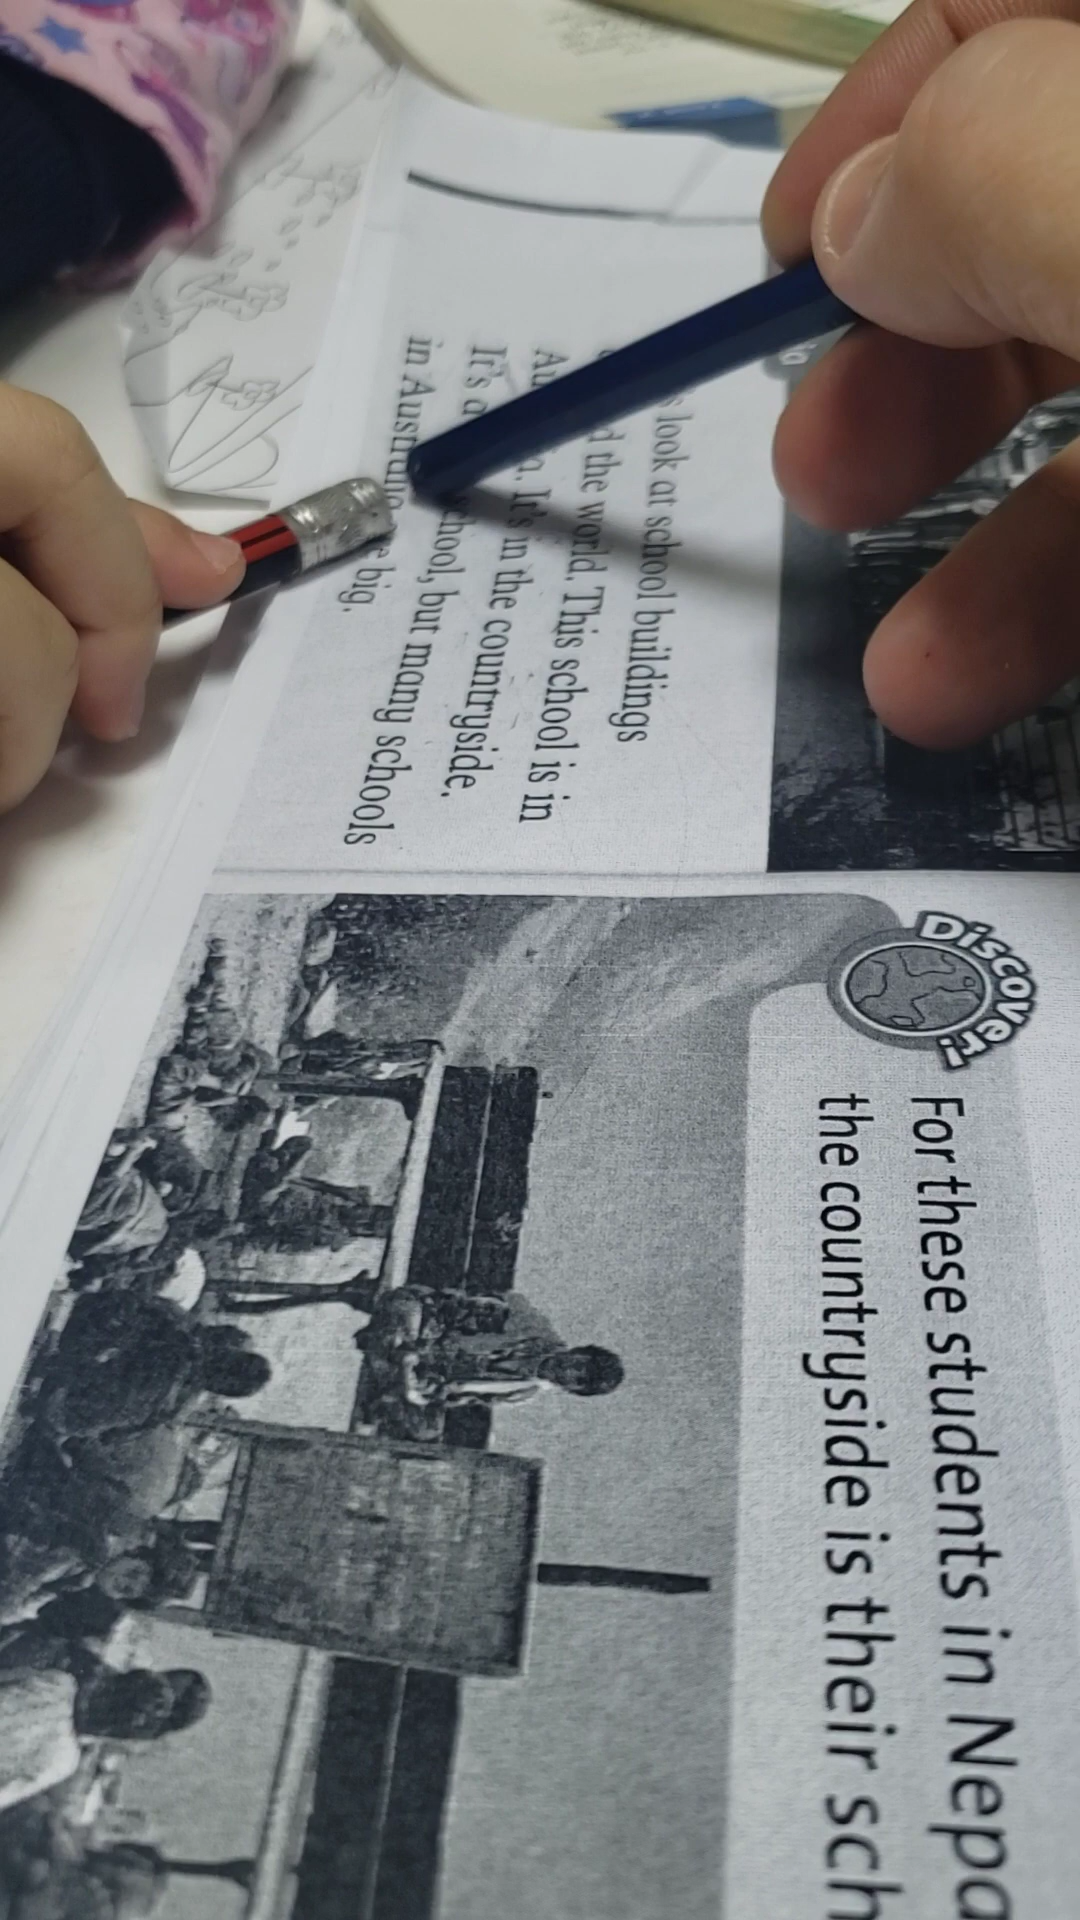 look at school buildings
the world. This school is in
It's in the countryside.
It's a school, but many schools
in big.
Discover!
For these students in Nepa
the countryside is their sch